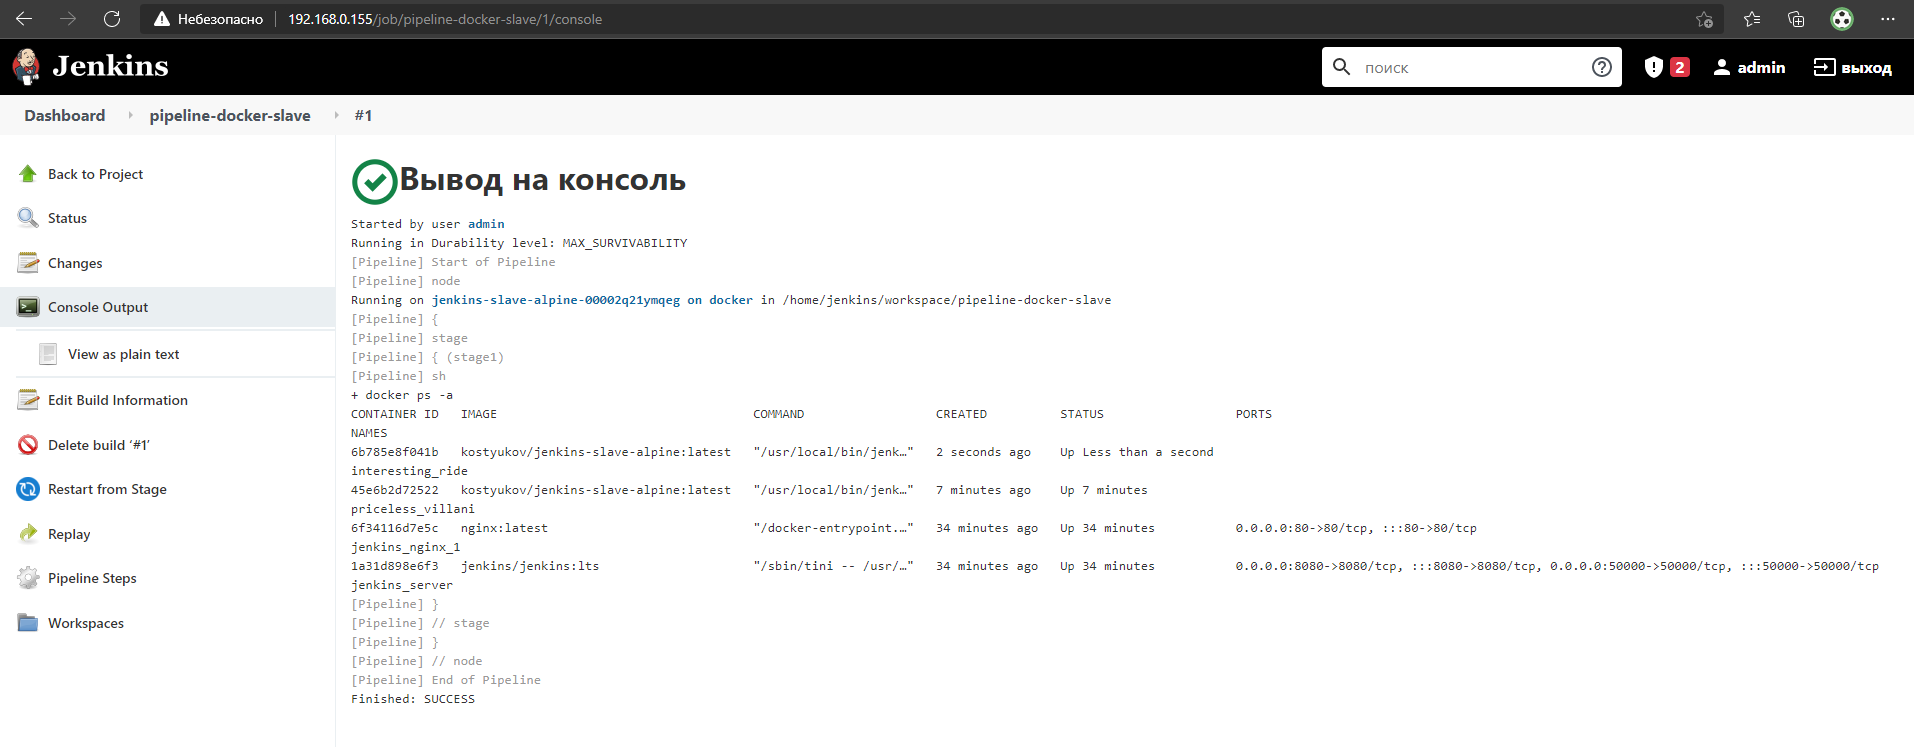 Небезопасно 192.168.0.155/job/pipeline-docker-slave/1/console
Jenkins поиск 2 admin выход
Dashboard pipeline-docker-slave #1
Back to Project
Status
Changes
Console Output
View as plain text
Edit Build Information
Delete build ‘#1’
Restart from Stage
Replay
Pipeline Steps
Workspaces
Вывод на консоль
Started by user admin
Running in Durability level: MAX_SURVIVABILITY
[Pipeline] Start of Pipeline
[Pipeline] node
Running on jenkins-slave-alpine-00002q21ymqeg on docker in /home/jenkins/workspace/pipeline-docker-slave
[Pipeline] {
[Pipeline] stage
[Pipeline] { (stage1)
[Pipeline] sh
+ docker ps -a
CONTAINER ID IMAGE COMMAND CREATED STATUS PORTS
NAMES
6b785e8f041b kostyukov/jenkins-slave-alpine:latest "/usr/local/bin/jenk…" 2 seconds ago Up Less than a second
interesting_ride
45e6b2d72522 kostyukov/jenkins-slave-alpine:latest "/usr/local/bin/jenk…" 7 minutes ago Up 7 minutes
priceless_villani
6f34116d7e5c nginx:latest "/docker-entrypoint.…" 34 minutes ago Up 34 minutes 0.0.0.0:80->80/tcp, :::80->80/tcp
jenkins_nginx_1
1a31d898e6f3 jenkins/jenkins:lts "/sbin/tini -- /usr/…" 34 minutes ago Up 34 minutes 0.0.0.0:8080->8080/tcp, :::8080->8080/tcp, 0.0.0.0:50000->50000/tcp, :::50000->50000/tcp
jenkins_server
[Pipeline] }
[Pipeline] // stage
[Pipeline] }
[Pipeline] // node
[Pipeline] End of Pipeline
Finished: SUCCESS